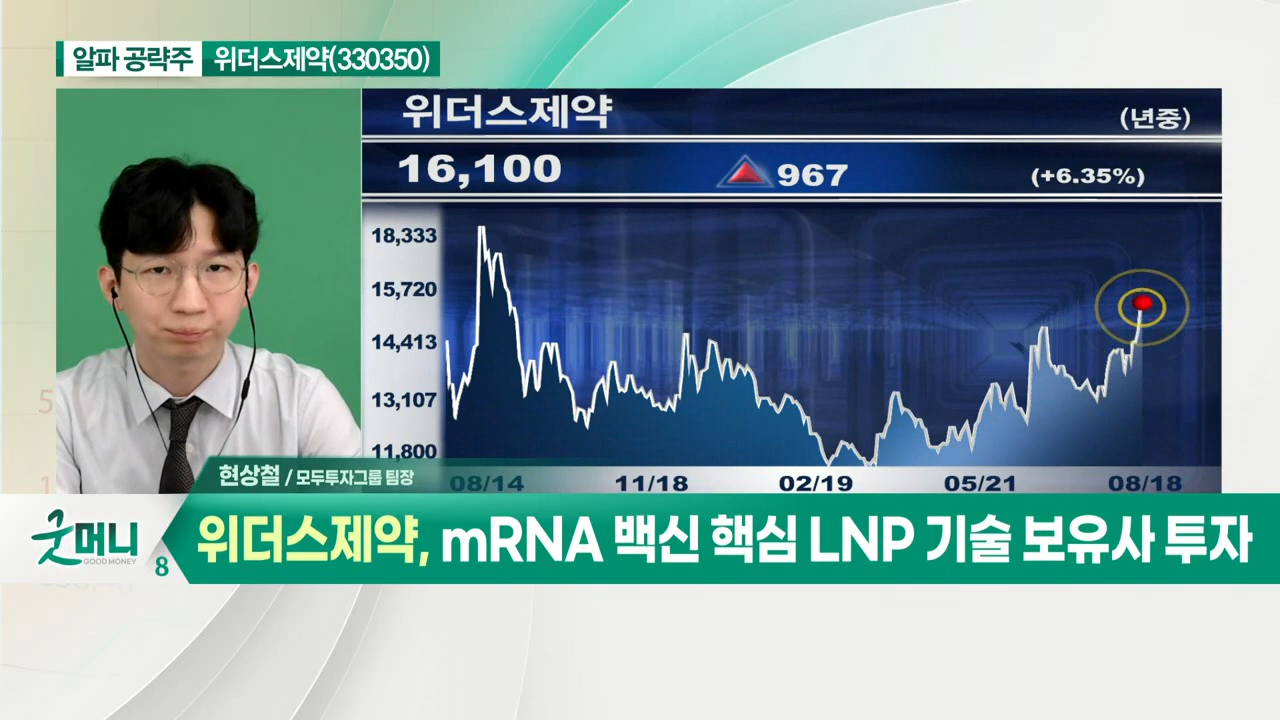 알파 공략주 위더스제약(330350)
위더스제약 (년중)
16,100 967 (+6.35%)
18,333
15,720
14,413
13,107
11,800
08/14 11/18 02/19 05/21 08/18
현상철 / 모두투자그룹 팀장
굿머니
GOOD MONEY
8
위더스제약, mRNA 백신 핵심 LNP 기술 보유사 투자
5
1